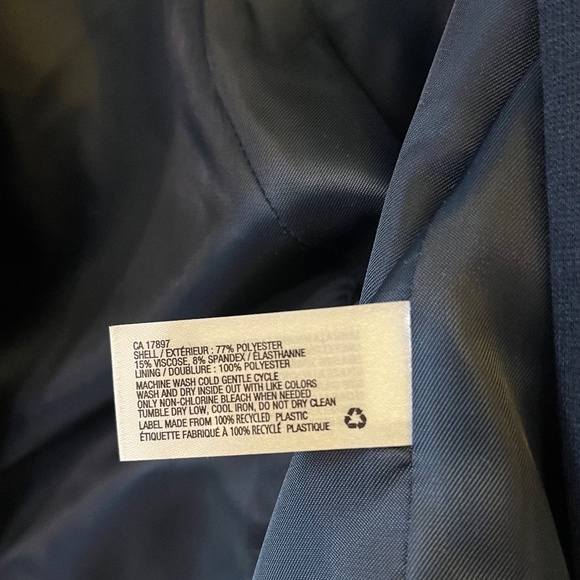 CA 17897
SHELL / EXTÉRIEUR : 77% POLYESTER
15% VISCOSE, 8% SPANDEX / ÉLASTHANNE
LINING / DOUBLURE : 100% POLYESTER
MACHINE WASH COLD GENTLE CYCLE
WASH AND DRY INSIDE OUT WITH LIKE COLORS
ONLY NON-CHLORINE BLEACH WHEN NEEDED
TUMBLE DRY LOW, COOL IRON, DO NOT DRY CLEAN
LABEL MADE FROM 100% RECYCLED PLASTIC
ÉTIQUETTE FABRIQUÉ À 100% RECYCLÉ PLASTIQUE